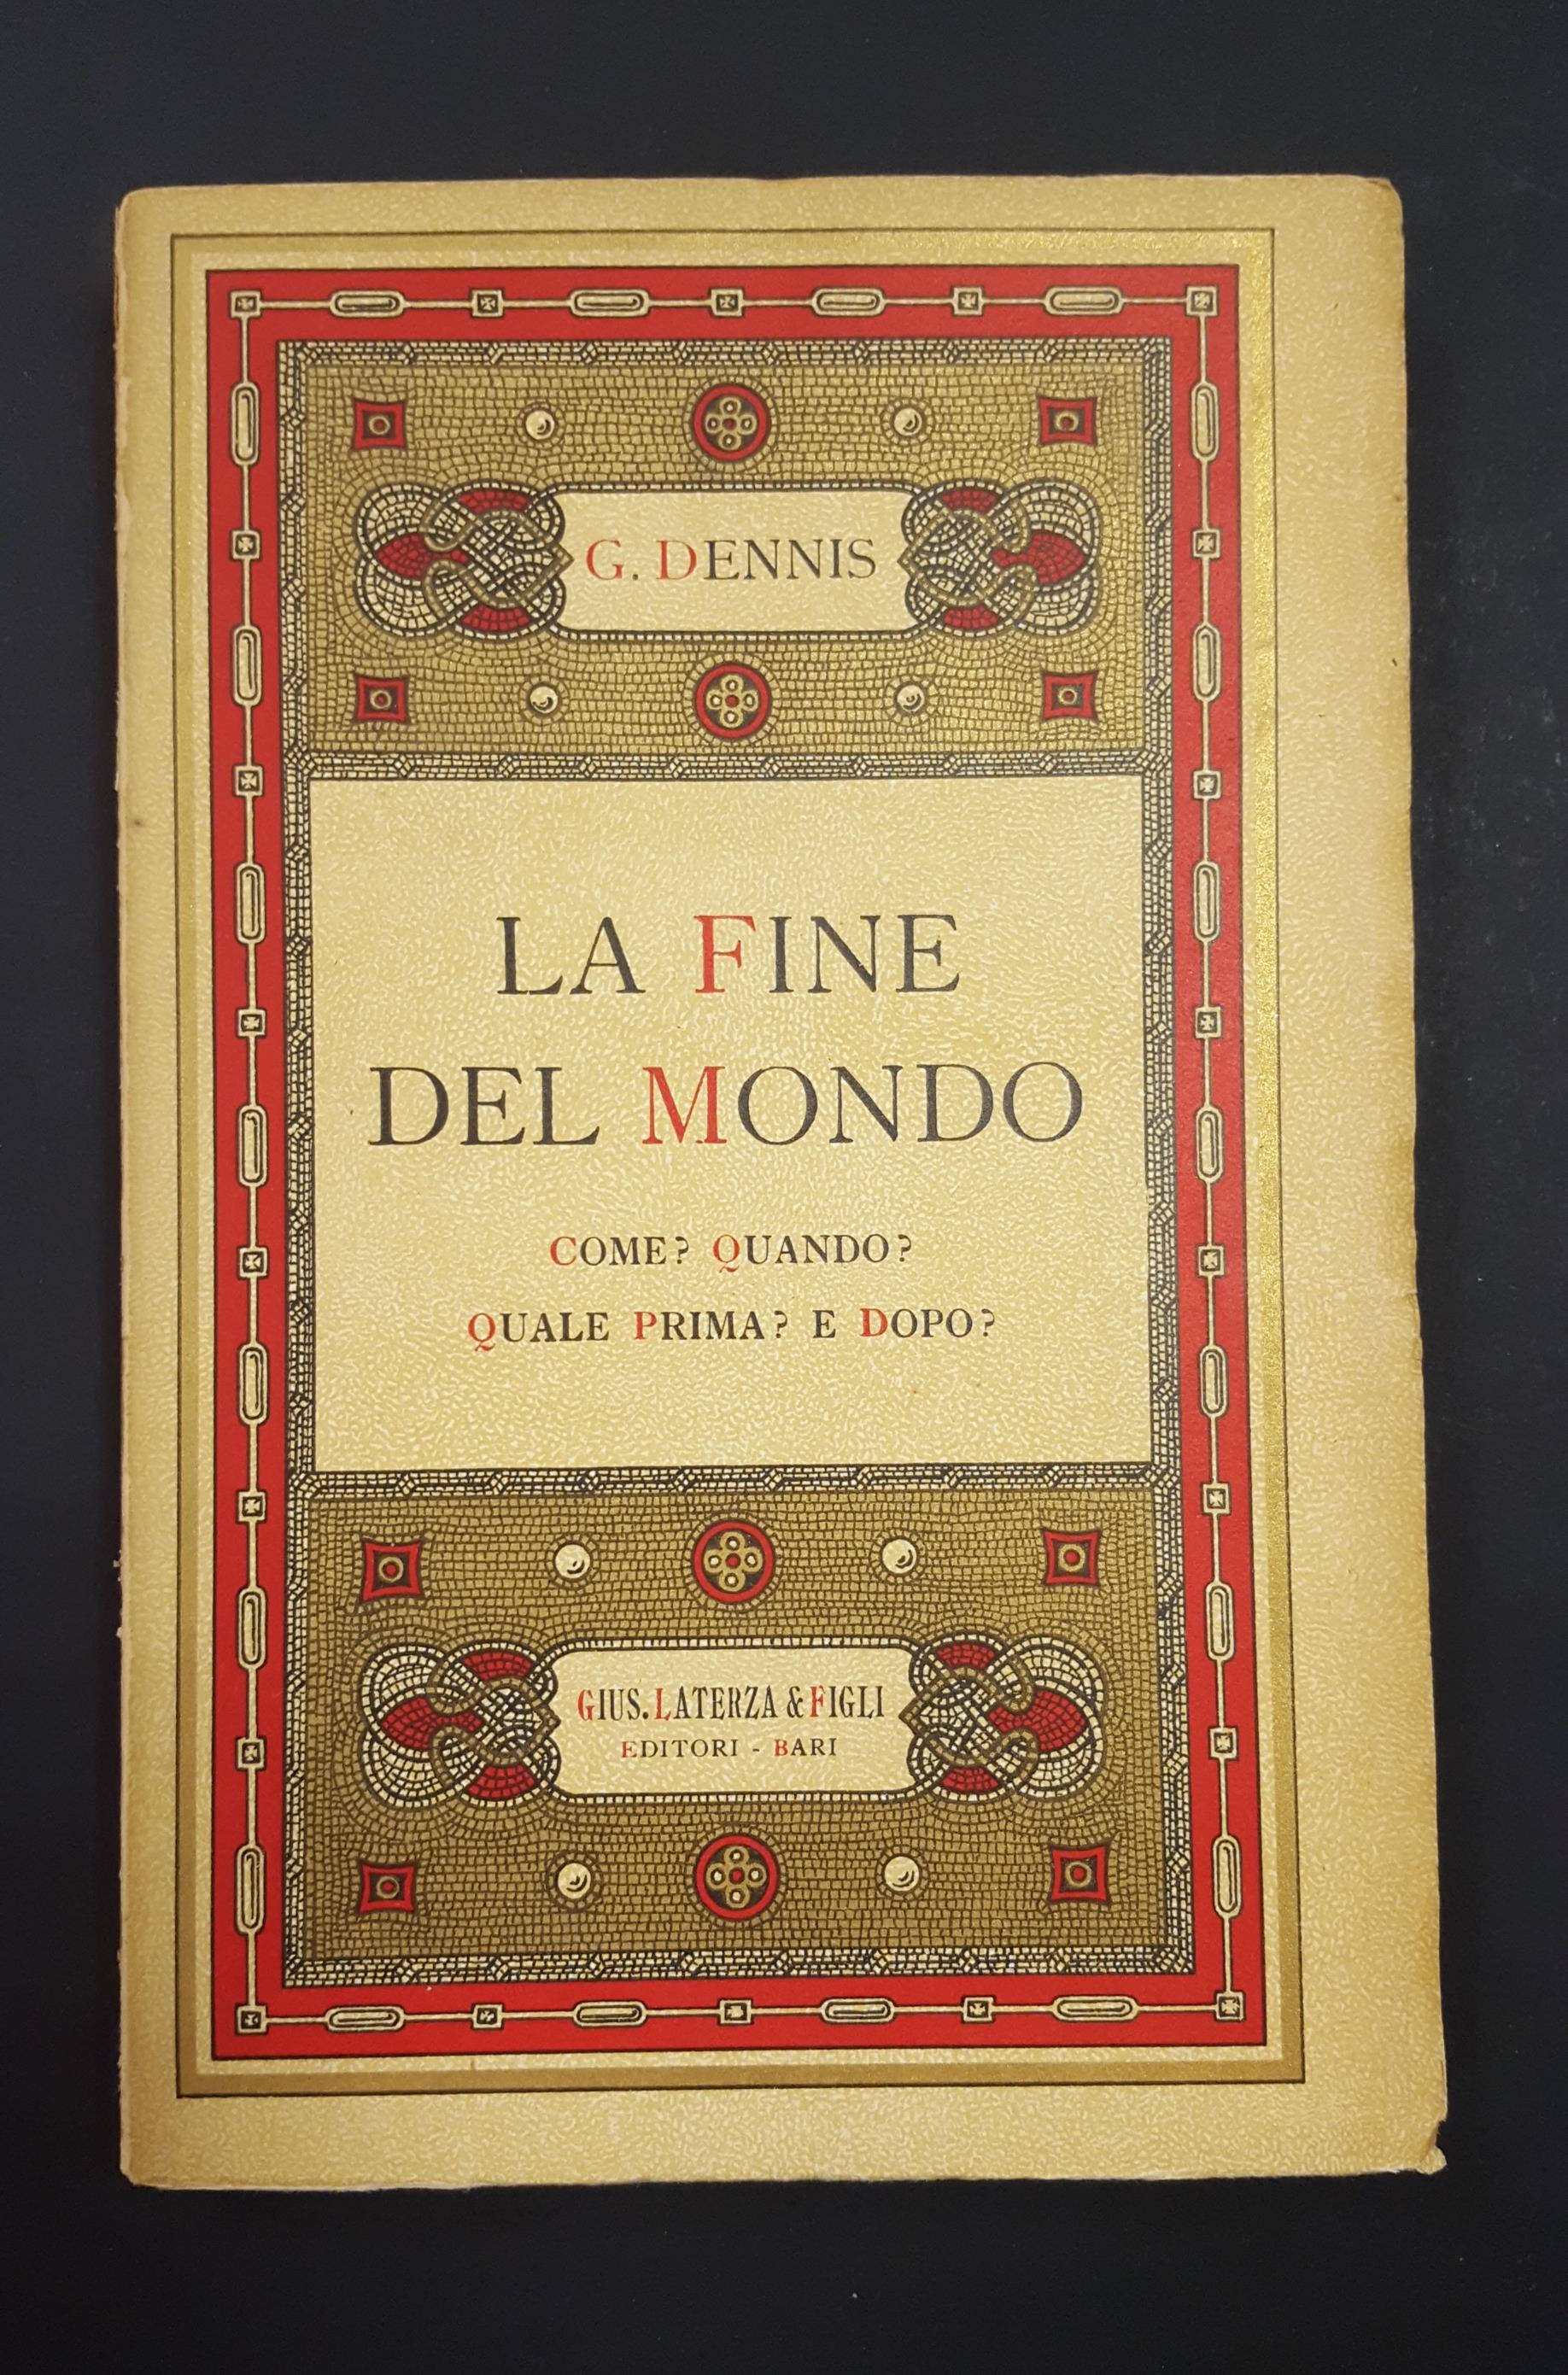 G. DENNIS
LA FINE
DEL MONDO
COME? QUANDO?
QUALE PRIMA? E DOPO?
GIUS. LATERZA & FIGLI
EDITORI - BARI